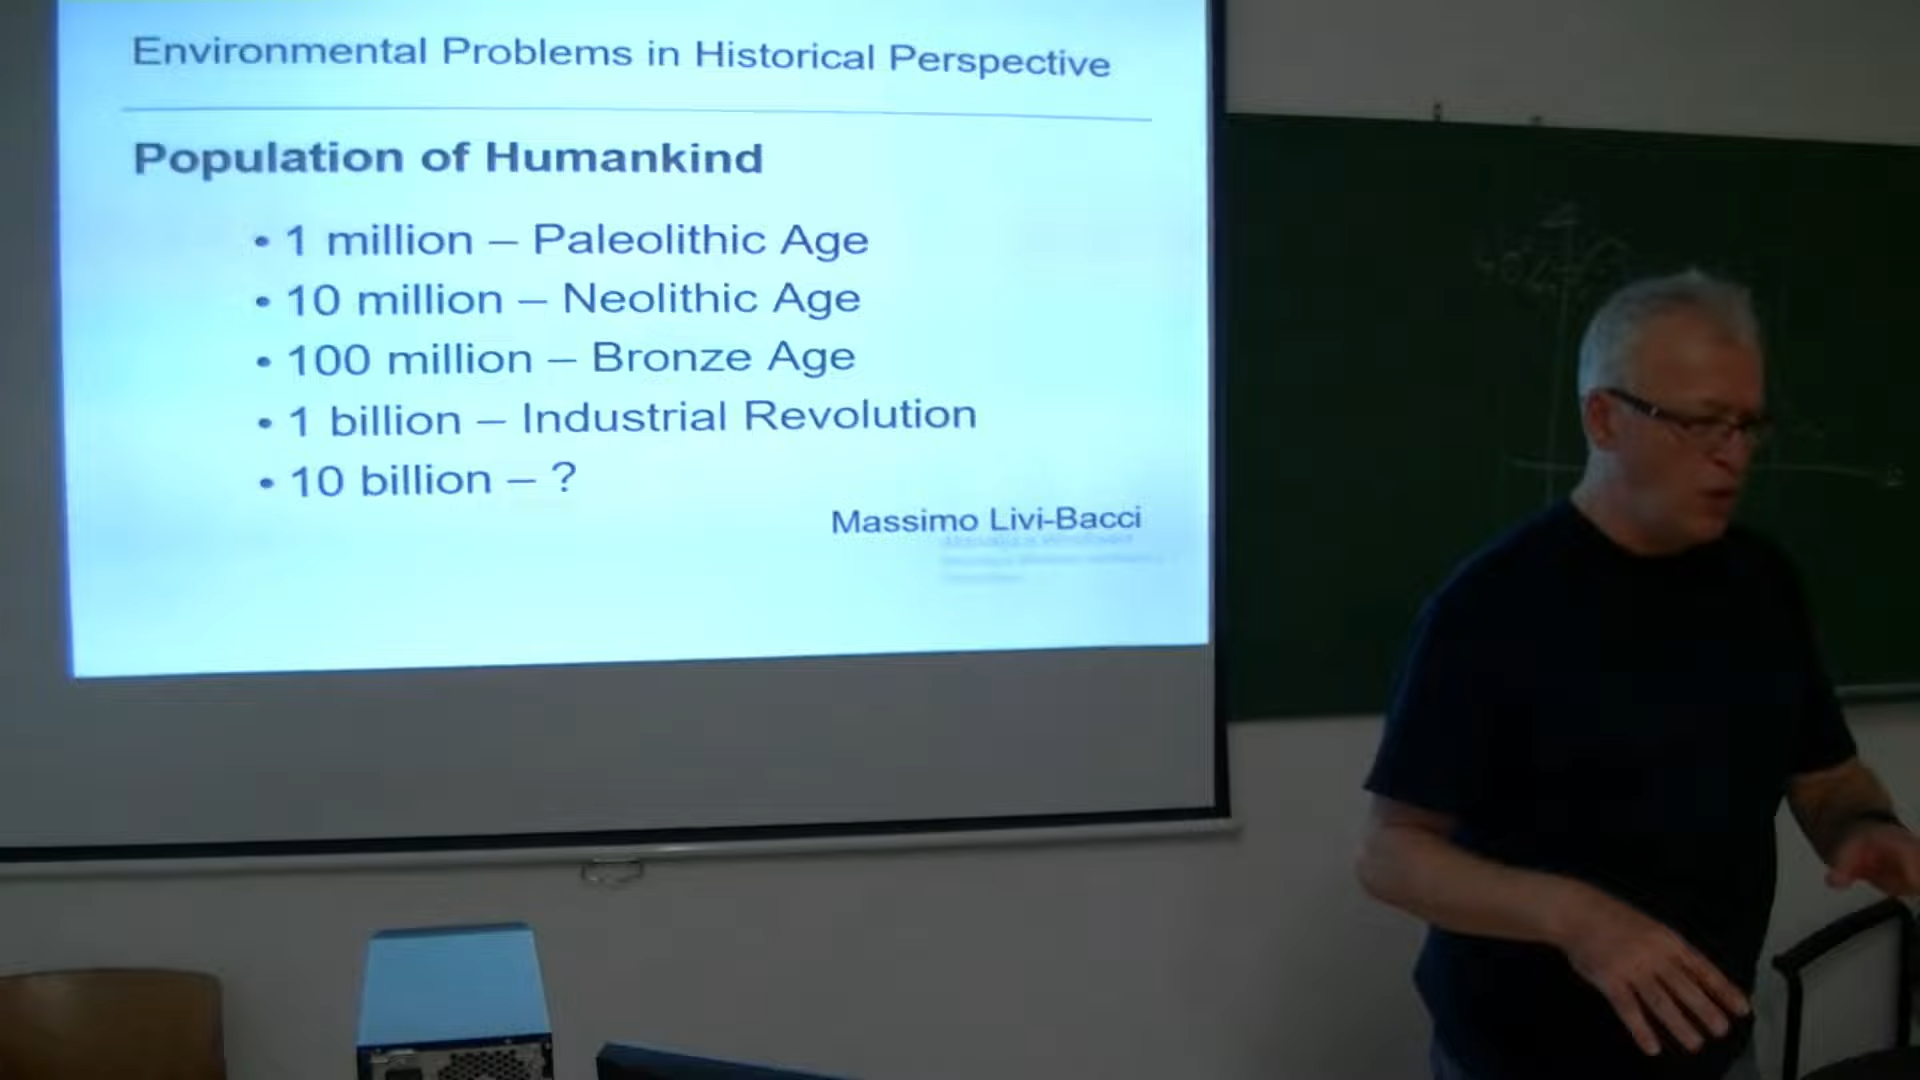 Environmental Problems in Historical Perspective
Population of Humankind
• 1 million – Paleolithic Age
• 10 million – Neolithic Age
• 100 million – Bronze Age
• 1 billion – Industrial Revolution
• 10 billion – ?
Massimo Livi-Bacci